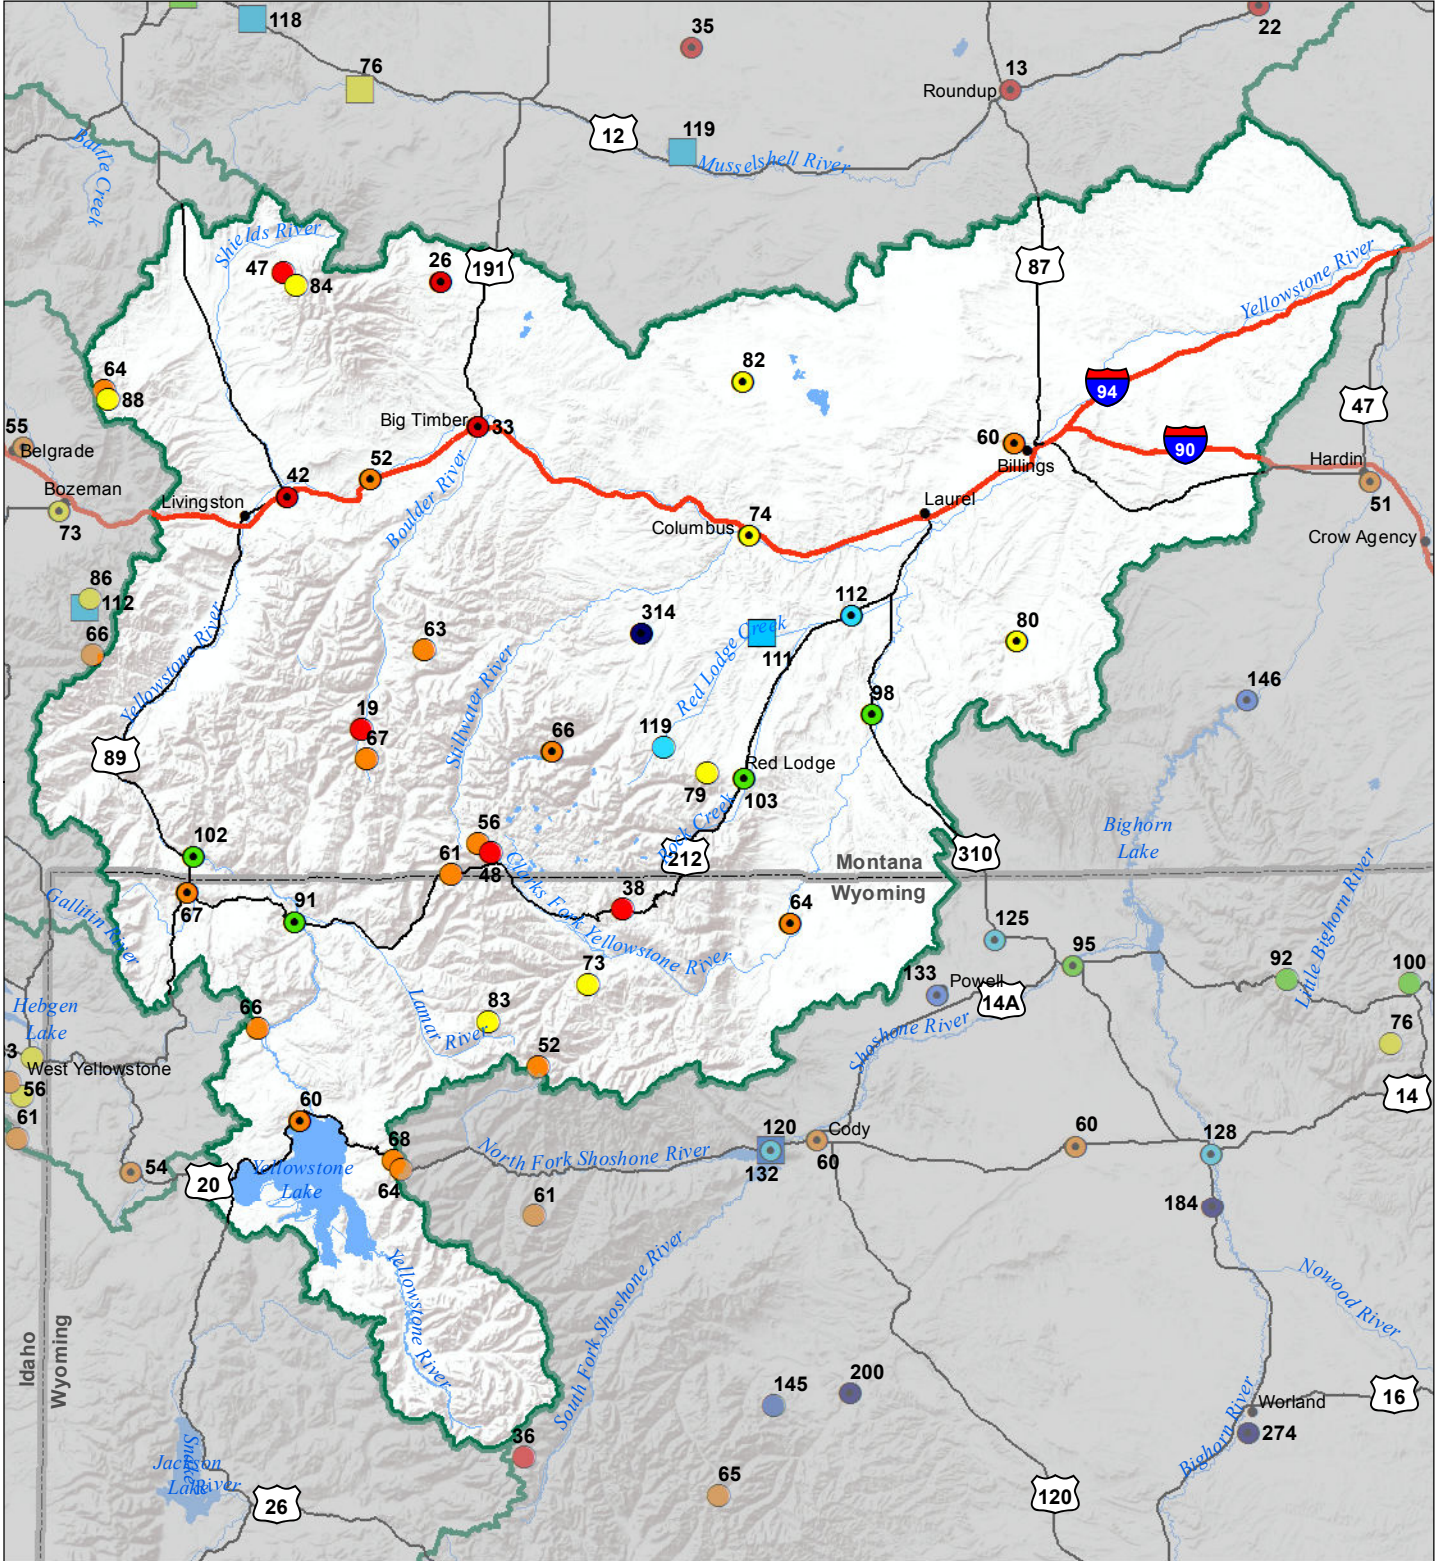 118
35
22
76
13
Roundup
12
119
Musselshell River
Battle Creek
Shields River
47
84
26
191
87
Yellowstone River
64
88
82
94
47
55
Belgrade
Big Timber
33
60
Billings
90
Hardin
51
Bozeman
73
Livingston
42
52
Boulder River
Laurel
Columbus
74
Crow Agency
86
112
66
63
314
112
111
Red Lodge Creek
80
Yellowstone River
Stillwater River
98
146
19
67
66
119
89
79
Red Lodge
103
Rock Creek
102
56
48
61
212
310
Bighorn
Lake
Montana
Wyoming
67
91
38
64
Clarks Fork Yellowstone River
Gallitin River
125
95
92
100
Little Bighorn River
133
Powell
14A
73
83
Lamar River
76
Hebgen
Lake
66
52
Shoshone River
3
West Yellowstone
56
61
14
60
68
64
54
20
Yellowstone
Lake
North Fork Shoshone River
120
132
Cody
60
60
128
61
184
Yellowstone River
South Fork Shoshone River
Nowood River
Idaho
Wyoming
145
200
16
Worland
274
Bighorn River
36
65
Jackson
Lake
Snake River
26
120